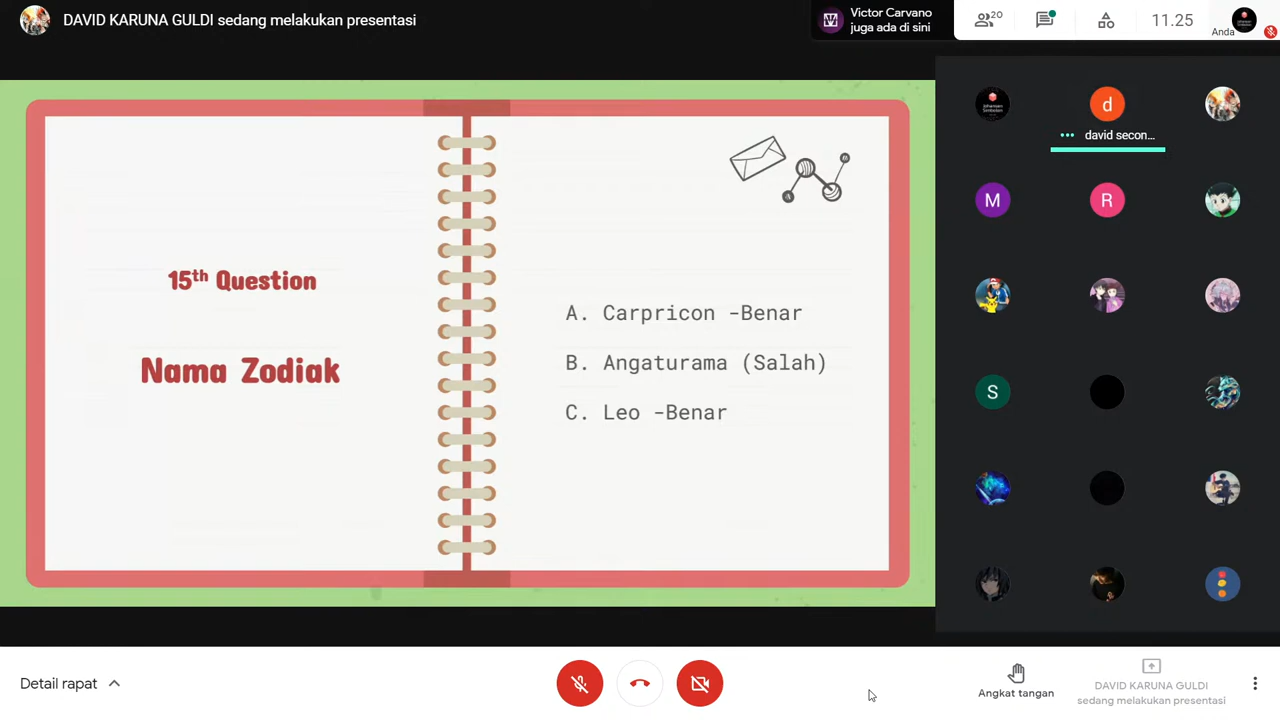 DAVID KARUNA GULDI sedang melakukan presentasi
Victor Carvano
juga ada di sini
20
11.25
Anda
15th Question
Nama Zodiak
A. Carpricon -Benar
B. Angaturama (Salah)
C. Leo -Benar
d
david secon...
M
R
S
Detail rapat
Angkat tangan
DAVID KARUNA GULDI
sedang melakukan presentasi